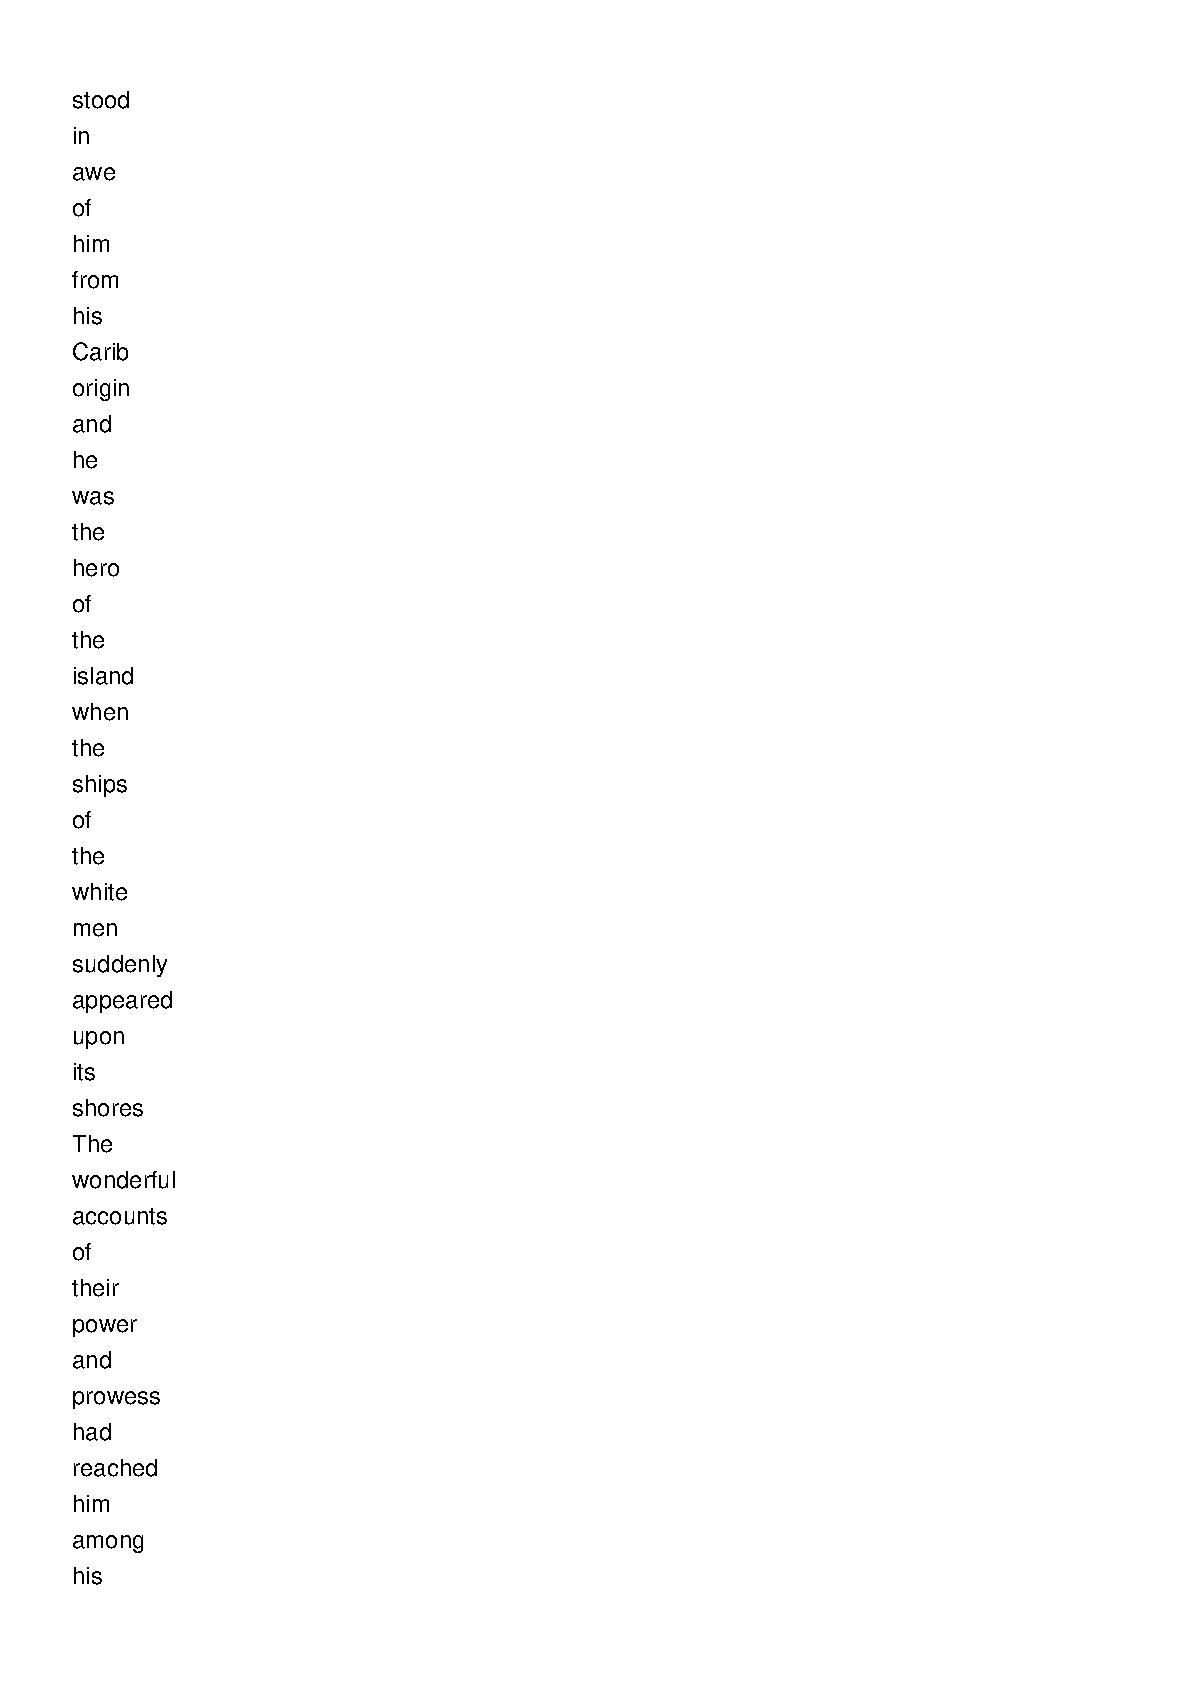 stood
in
awe
of
him
from
his
Carib
origin
and
he
was
the
hero
of
the
island
when
the
ships
of
the
white
men
suddenly
appeared
upon
its
shores
The
wonderful
accounts
of
their
power
and
prowess
had
reached
him
among
his